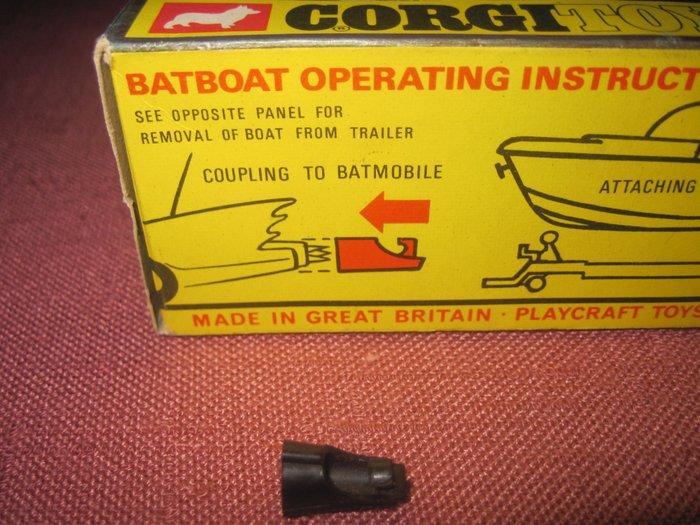 CORGI TOYS
BATBOAT OPERATING INSTRUCT
SEE OPPOSITE PANEL FOR
REMOVAL OF BOAT FROM TRAILER
COUPLING TO BATMOBILE
ATTACHING
MADE IN GREAT BRITAIN · PLAYCRAFT TOYS